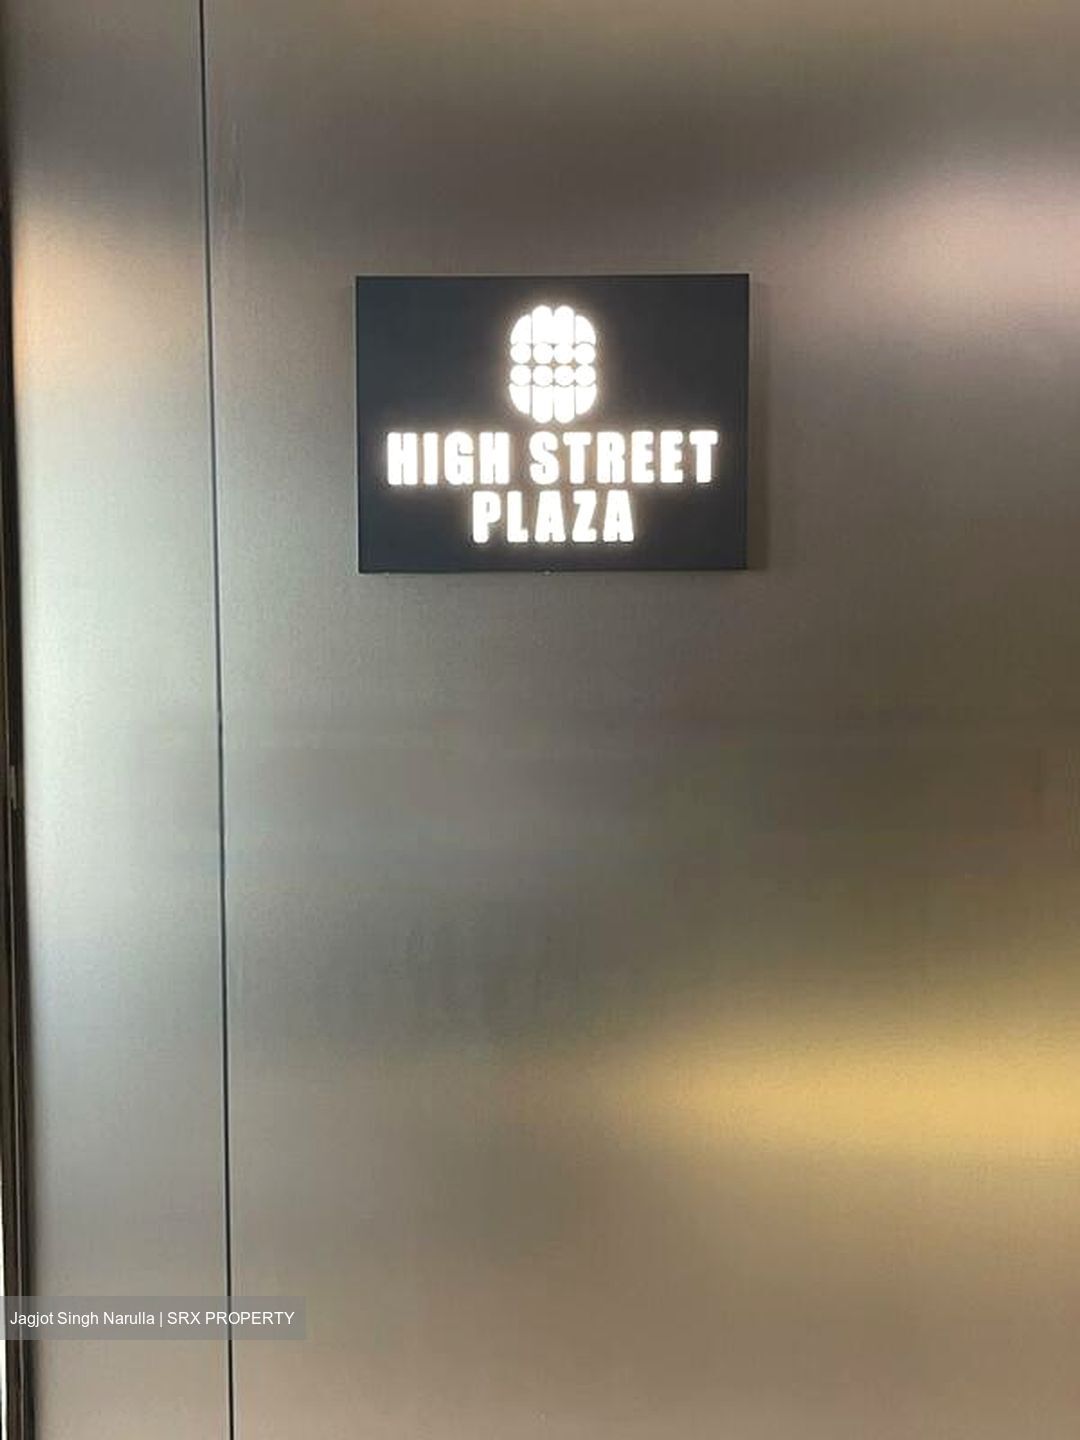 HIGH STREET
PLAZA
Jagjot Singh Narulla | SRX PROPERTY